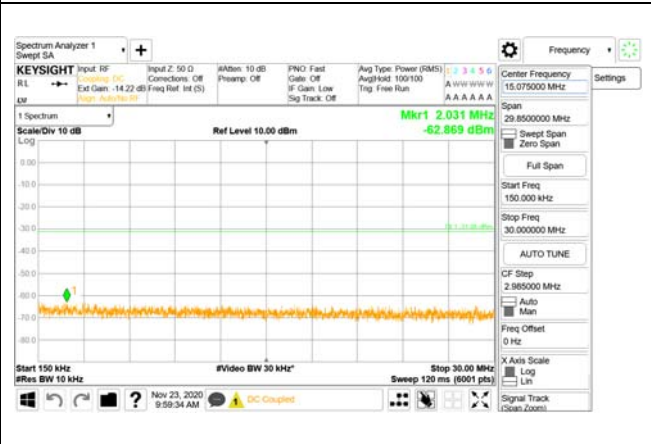 Spectrum Analyzer 1
Swept SA
Frequency
KEYSIGHT
Input: RF
Input Z: 50 Ω
#Atten: 10 dB
PNO: Fast
Avg Type: Power (RMS)
1 2 3 4 5 6
RL
Coupling: DC
Corrections: Off
Preamp: Off
Gate: Off
Avg|Hold: 100/100
A W W W W W
Ext Gain: -14.22 dB
Freq Ref: Int (S)
IF Gain: Low
Trig: Free Run
Align: Auto/No RF
Sig Track: Off
A A A A A A
Settings
1 Spectrum
Mkr1 2.031 MHz
Scale/Div 10 dB
Ref Level 10.00 dBm
-62.869 dBm
Log
0.00
-10.0
-20.0
-30.0
-40.0
-50.0
-60.0
-70.0
-80.0
1
Start 150 kHz
#Video BW 30 kHz*
Stop 30.00 MHz
#Res BW 10 kHz
Sweep 120 ms (6001 pts)
Center Frequency
15.075000 MHz
Span
29.8500000 MHz
Swept Span
Zero Span
Full Span
Start Freq
150.000 kHz
Stop Freq
30.000000 MHz
AUTO TUNE
CF Step
2.985000 MHz
Auto
Man
Freq Offset
0 Hz
X Axis Scale
Log
Lin
Signal Track
(Span Zoom)
?
Nov 23, 2020
9:59:34 AM
1
DC Coupled